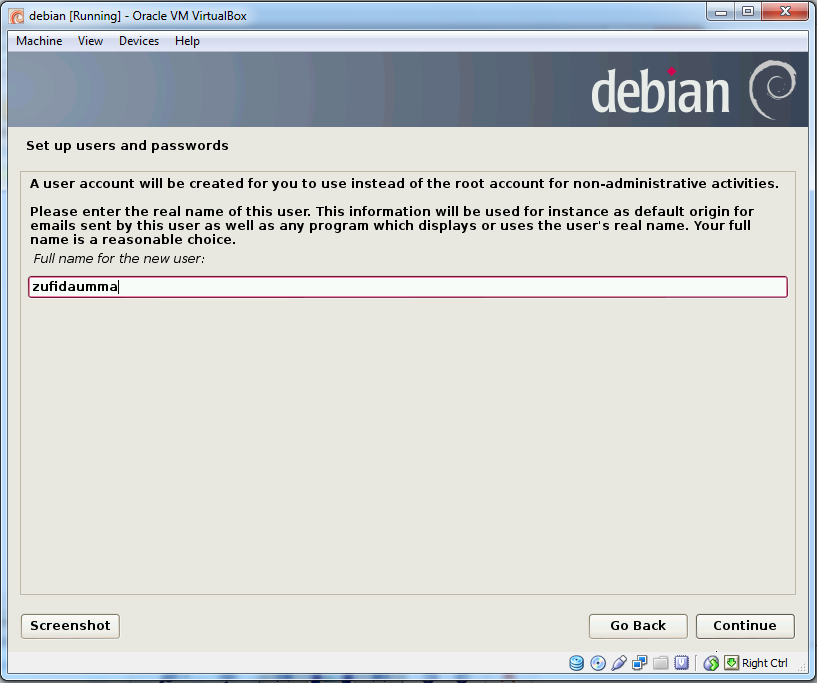 debian [Running] - Oracle VM VirtualBox
Machine View Devices Help
debian
Set up users and passwords
A user account will be created for you to use instead of the root account for non-administrative activities.
Please enter the real name of this user. This information will be used for instance as default origin for
emails sent by this user as well as any program which displays or uses the user's real name. Your full
name is a reasonable choice.
Full name for the new user:
zufidaumma
Screenshot Go Back Continue
Right Ctrl